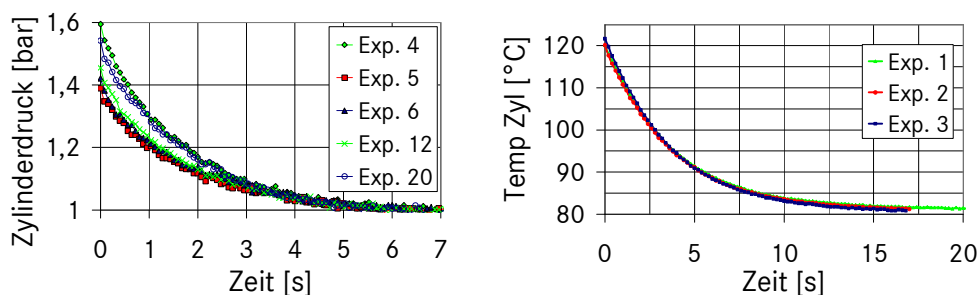 Zylinderdruck [bar]
1,6
1,4
1,2
1
0 1 2 3 4 5 6 7
Zeit [s]
Exp. 4
Exp. 5
Exp. 6
Exp. 12
Exp. 20
Temp Zyl [°C]
120
110
100
90
80
0 5 10 15 20
Zeit [s]
Exp. 1
Exp. 2
Exp. 3